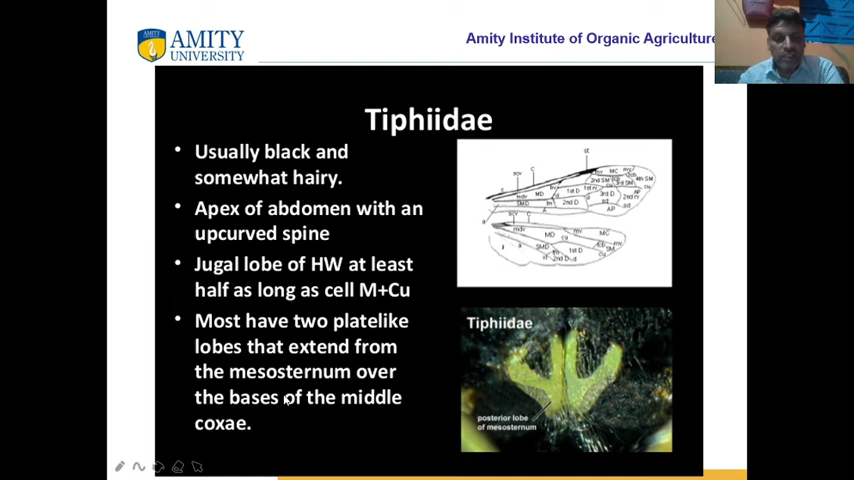 AMITY
UNIVERSITY
Amity Institute of Organic Agriculture
Tiphiidae
• Usually black and
somewhat hairy.
• Apex of abdomen with an
upcurved spine
• Jugal lobe of HW at least
half as long as cell M+Cu
• Most have two platelike
lobes that extend from
the mesosternum over
the bases of the middle
coxae.
Tiphiidae
posterior lobe
of mesosternum